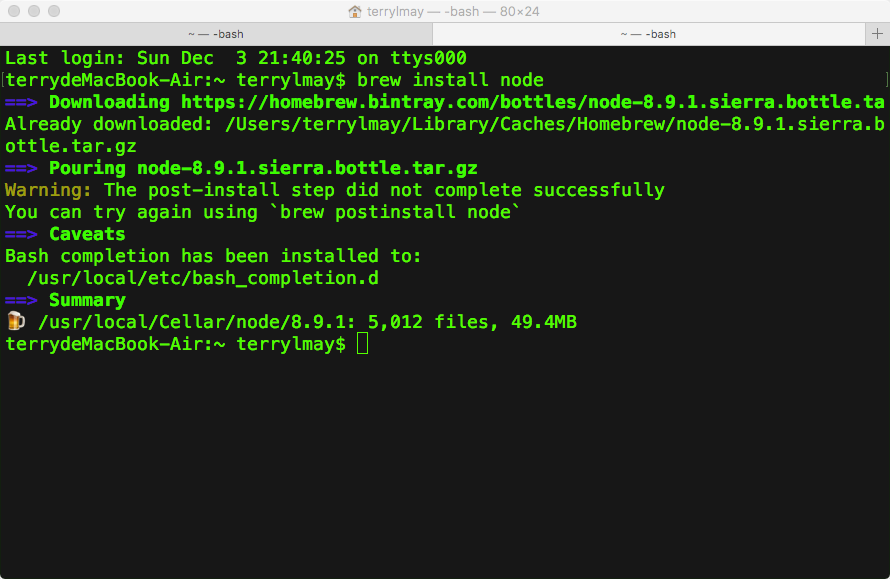 terrylmay — -bash — 80×24
~ — -bash
~ — -bash
+
Last login: Sun Dec  3 21:40:25 on ttys000
[terrydeMacBook-Air:~ terrylmay$ brew install node                              ]
==> Downloading https://homebrew.bintray.com/bottles/node-8.9.1.sierra.bottle.ta
Already downloaded: /Users/terrylmay/Library/Caches/Homebrew/node-8.9.1.sierra.b
ottle.tar.gz
==> Pouring node-8.9.1.sierra.bottle.tar.gz
Warning: The post-install step did not complete successfully
You can try again using `brew postinstall node`
==> Caveats
Bash completion has been installed to:
  /usr/local/etc/bash_completion.d
==> Summary
🍺 /usr/local/Cellar/node/8.9.1: 5,012 files, 49.4MB
terrydeMacBook-Air:~ terrylmay$